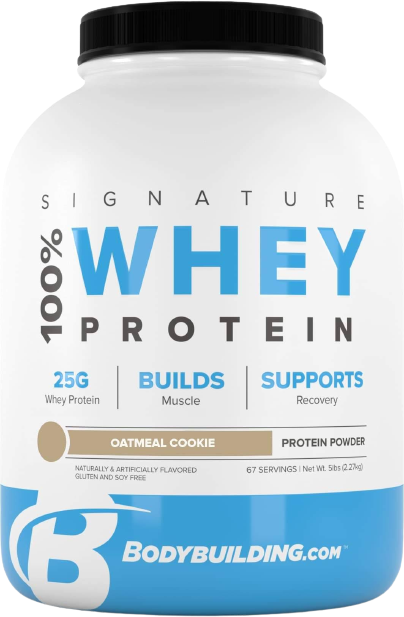 SIGNATURE
100%
WHEY
PROTEIN
25G
Whey Protein
BUILDS
Muscle
SUPPORTS
Recovery
OATMEAL COOKIE
PROTEIN POWDER
NATURALLY & ARTIFICIALLY FLAVORED
GLUTEN AND SOY FREE
67 SERVINGS | Net Wt. 5lbs (2.27kg)
B
BODYBUILDING.COM™